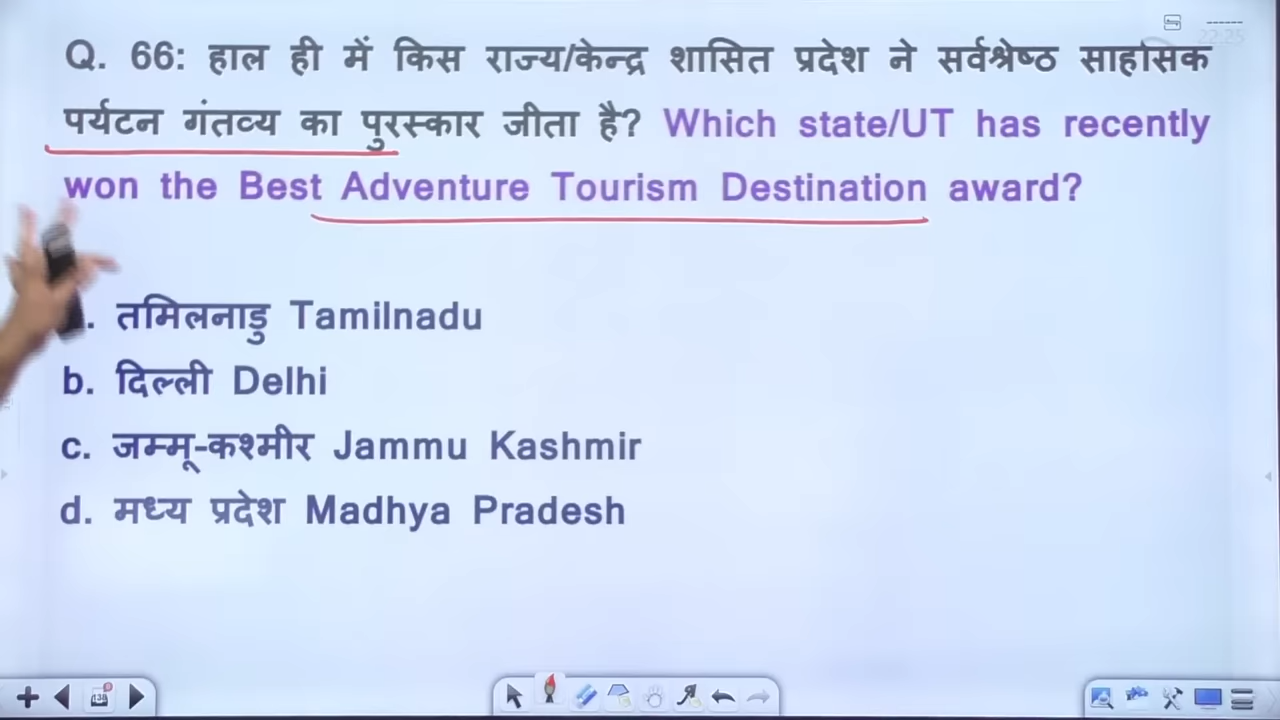 Q. 66: हाल ही में किस राज्य/केन्द्र शासित प्रदेश ने सर्वश्रेष्ठ साहसिक
पर्यटन गंतव्य का पुरस्कार जीता है? Which state/UT has recently
won the Best Adventure Tourism Destination award?
. तमिलनाडु Tamilnadu
b. दिल्ली Delhi
c. जम्मू-कश्मीर Jammu Kashmir
d. मध्य प्रदेश Madhya Pradesh